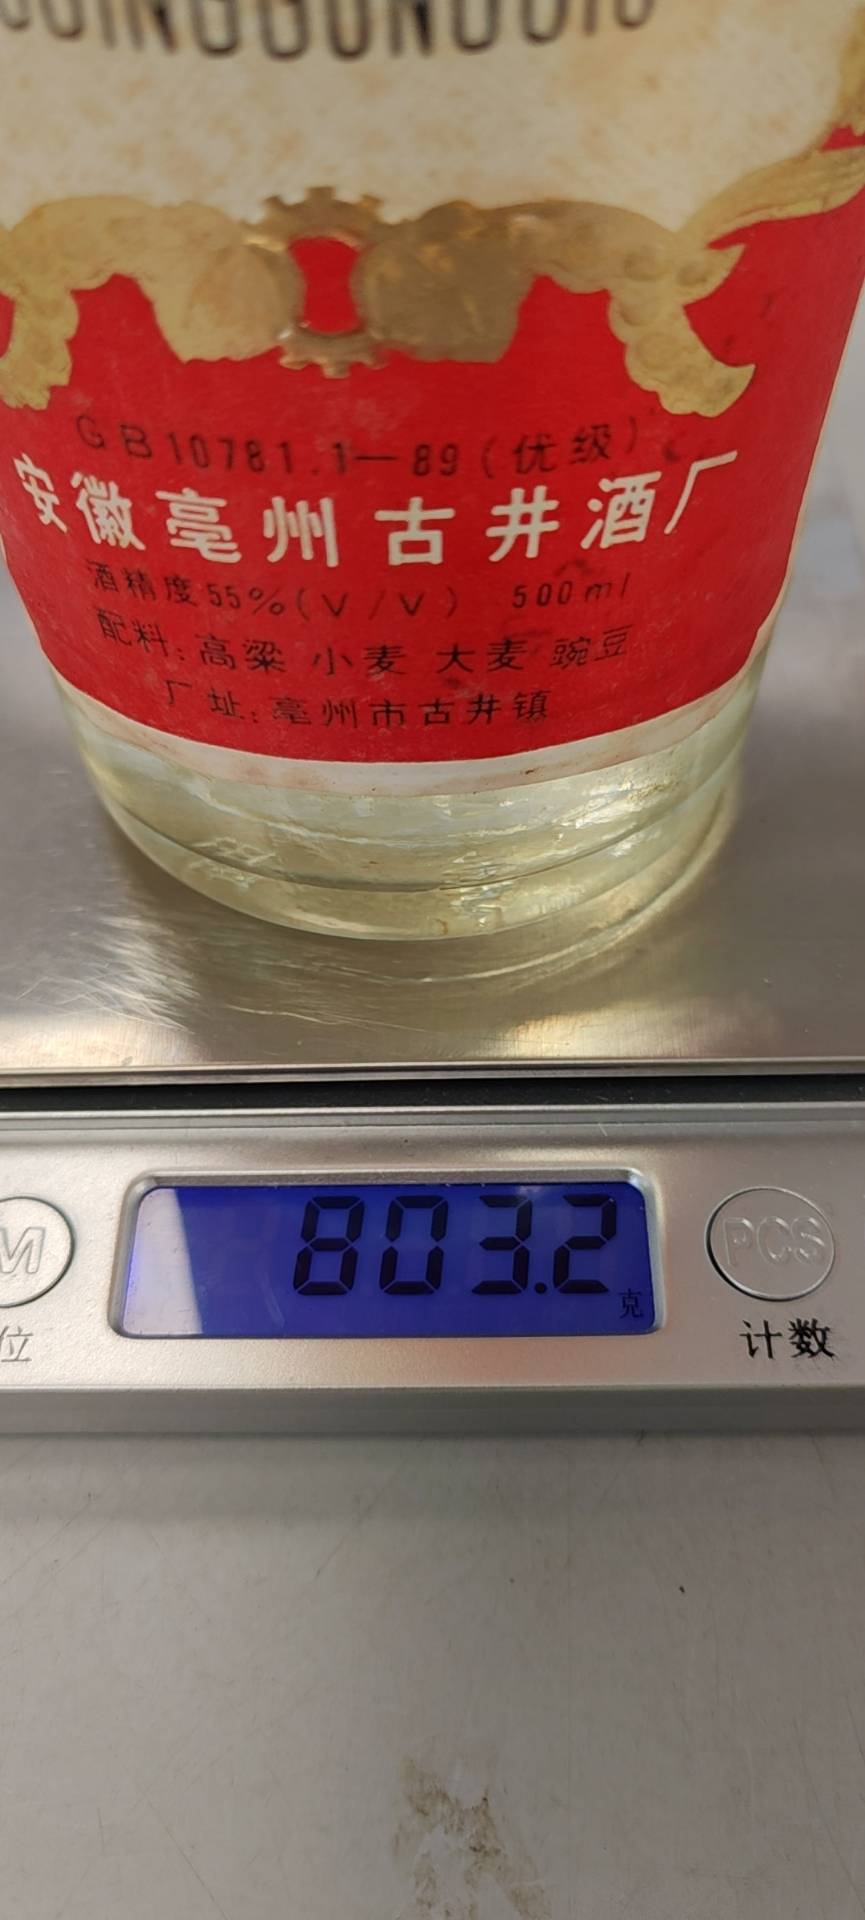 GUJINGGONGJIU
GB10781.1—89(优级)
安徽亳州古井酒厂
酒精度55%(V/V) 500ml
配料:高粱 小麦 大麦 豌豆
厂址:亳州市古井镇
803.2
克
M
PCS
位
计数